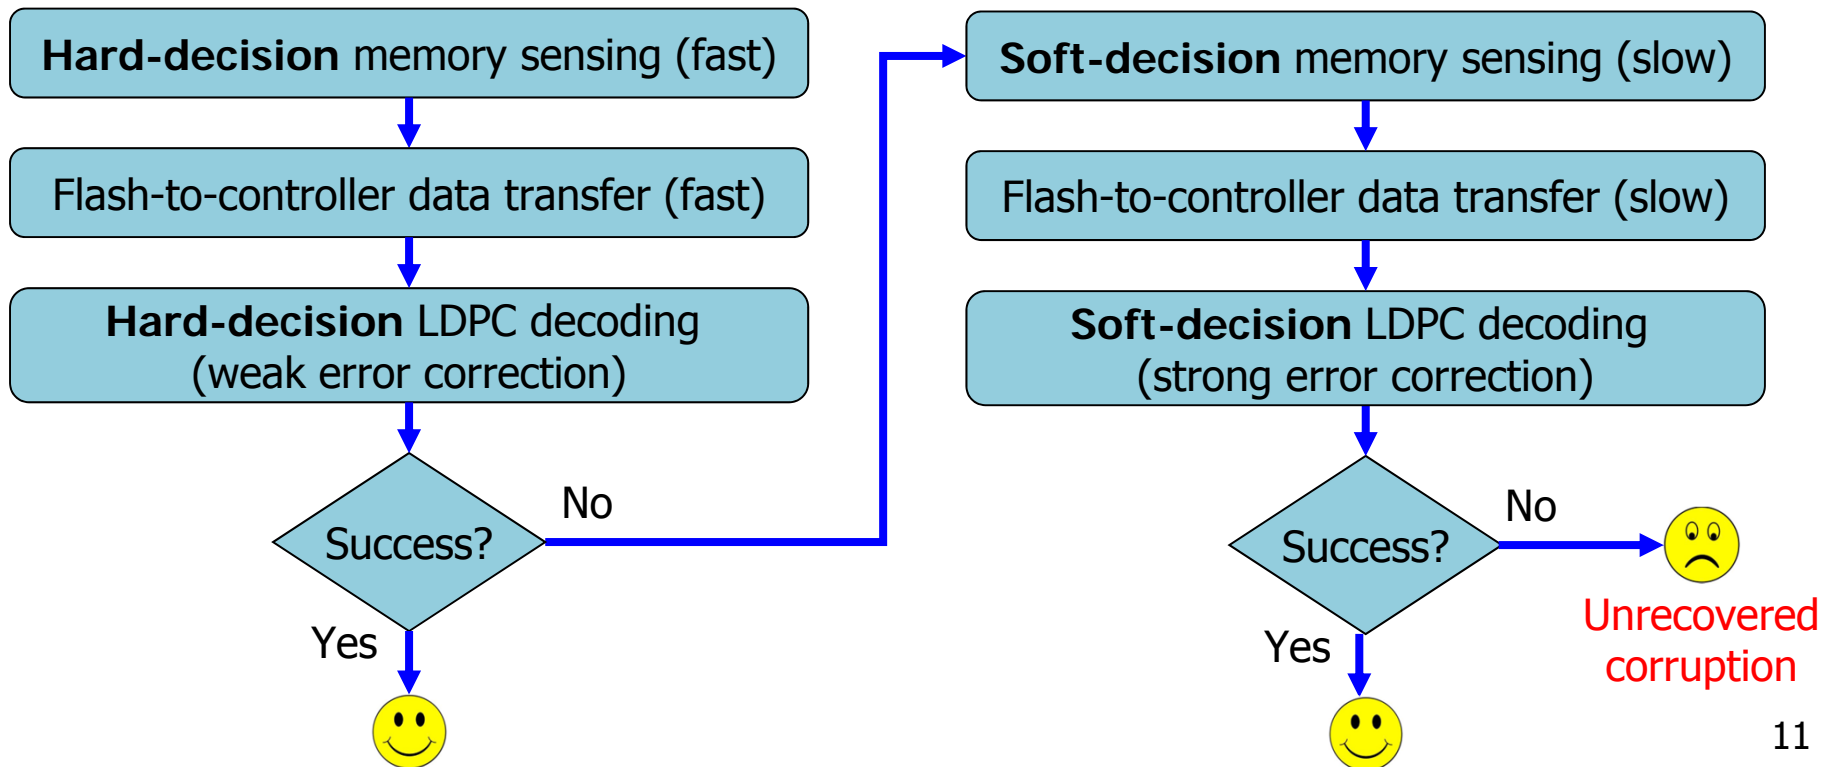 Hard-decision memory sensing (fast)
Flash-to-controller data transfer (fast)
Hard-decision LDPC decoding
(weak error correction)
Success?
No
Yes
Soft-decision memory sensing (slow)
Flash-to-controller data transfer (slow)
Soft-decision LDPC decoding
(strong error correction)
Success?
No
Yes
Unrecovered
corruption
11